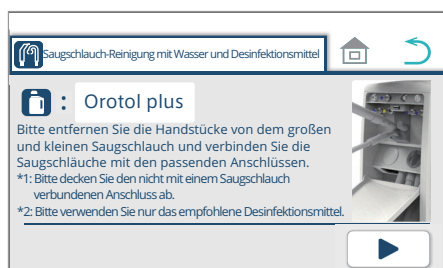 Saugschlauch-Reinigung mit Wasser und Desinfektionsmittel
: Orotol plus
Bitte entfernen Sie die Handstücke von dem großen
und kleinen Saugschlauch und verbinden Sie die
Saugschläuche mit den passenden Anschlüssen.
*1: Bitte decken Sie den nicht mit einem Saugschlauch
verbundenen Anschluss ab.
*2: Bitte verwenden Sie nur das empfohlene Desinfektionsmittel.